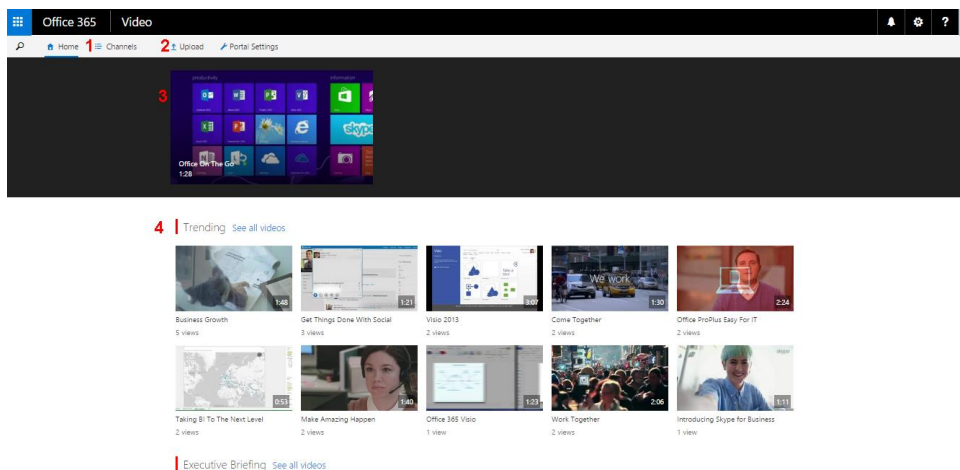 Office 365 Video ?
Home 1 Channels 2 Upload Portal Settings
3
productivity information
skype
Office On The Go
1:28
4 Trending See all videos
We work
1:48 1:21 3:07 1:30 2:24
Business Growth Get Things Done With Social Visio 2013 Come Together Office ProPlus Easy For IT
5 views 3 views 2 views 2 views 2 views
0:53 1:40 1:23 2:06 1:11
Taking BI To The Next Level Make Amazing Happen Office 365 Visio Work Together Introducing Skype for Business
2 views 2 views 1 view 2 views 1 view
Executive Briefing See all videos